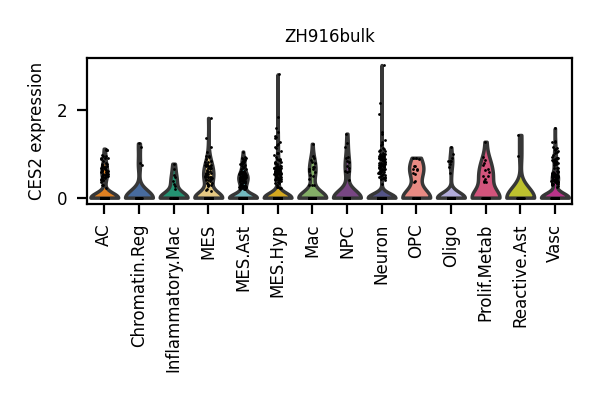 ZH916bulk
CES2 expression
2
0
AC
Chromatin.Reg
Inflammatory.Mac
MES
MES.Ast
MES.Hyp
Mac
NPC
Neuron
OPC
Oligo
Prolif.Metab
Reactive.Ast
Vasc